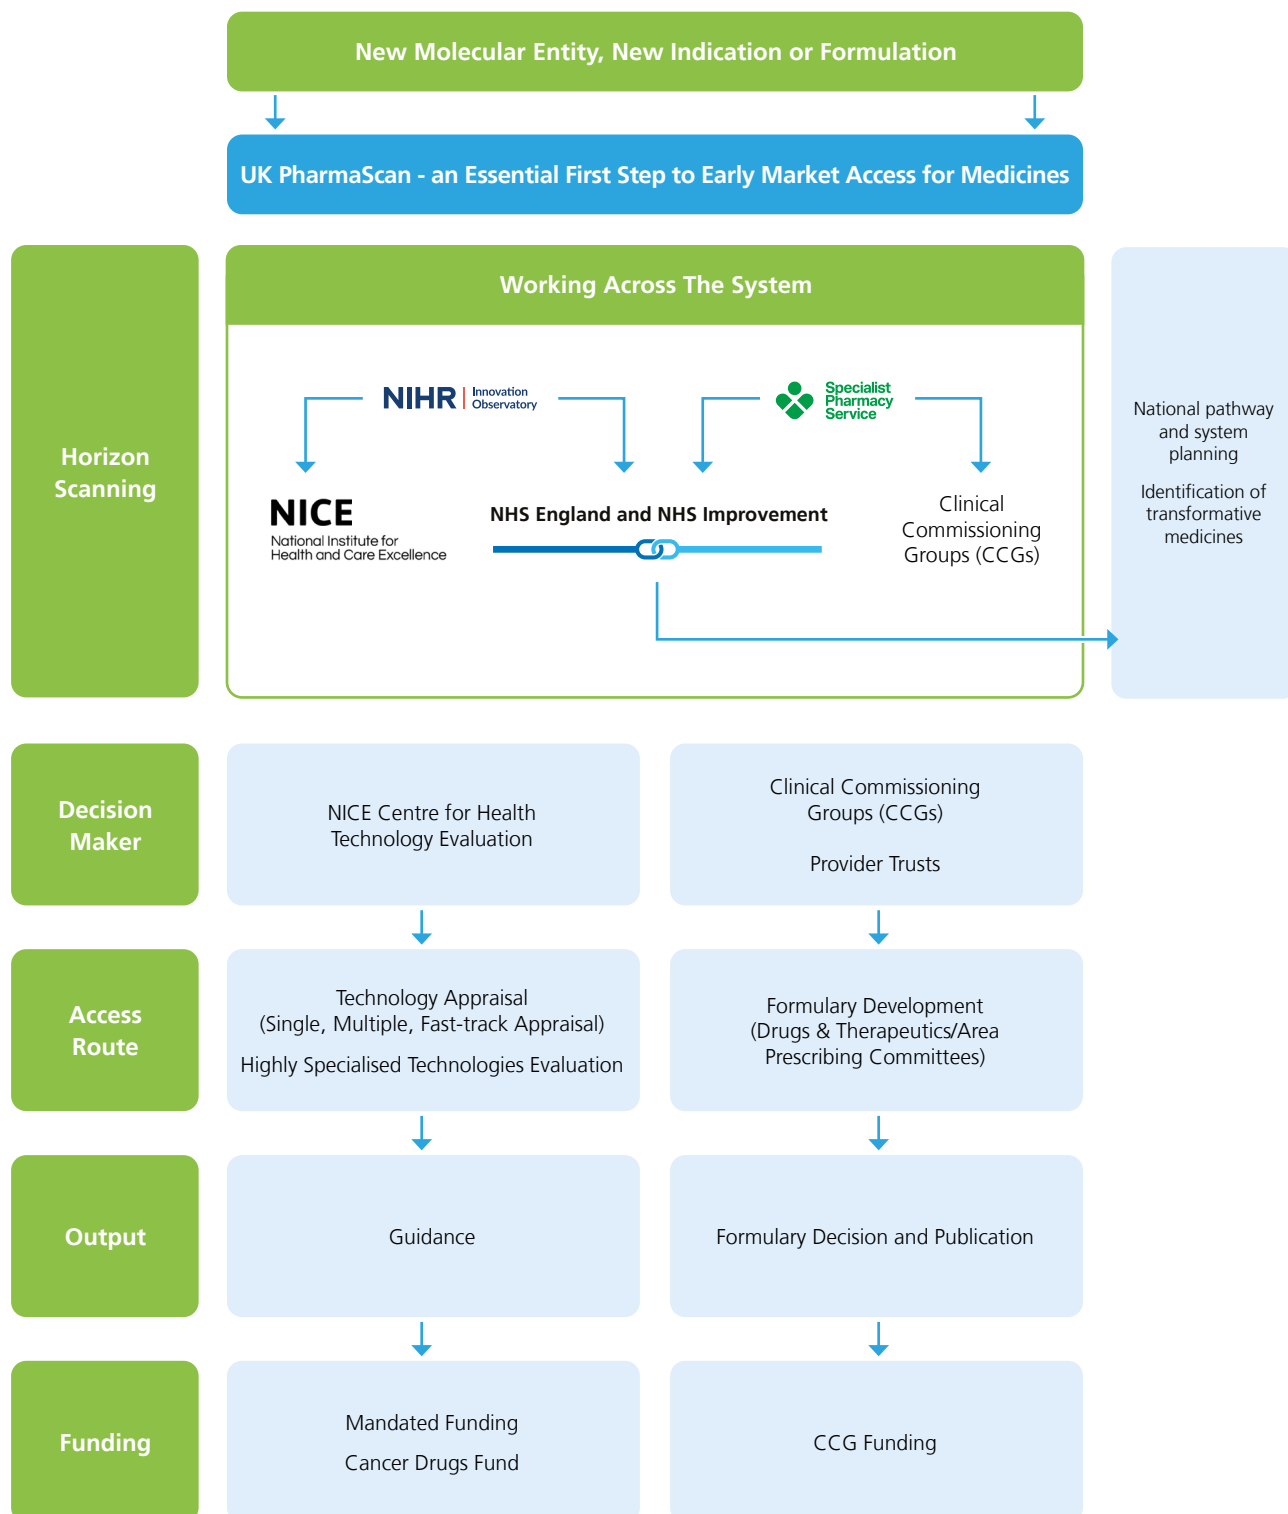 New Molecular Entity, New Indication or Formulation
UK PharmaScan - an Essential First Step to Early Market Access for Medicines
Horizon
Scanning
Working Across The System
NIHR
Innovation
Observatory
Specialist
Pharmacy
Service
NICE
National Institute for
Health and Care Excellence
NHS England and NHS Improvement
Clinical
Commissioning
Groups (CCGs)
National pathway
and system
planning
Identification of
transformative
medicines
Decision
Maker
NICE Centre for Health
Technology Evaluation
Clinical Commissioning
Groups (CCGs)
Provider Trusts
Access
Route
Technology Appraisal
(Single, Multiple, Fast-track Appraisal)
Highly Specialised Technologies Evaluation
Formulary Development
(Drugs & Therapeutics/Area
Prescribing Committees)
Output
Guidance
Formulary Decision and Publication
Funding
Mandated Funding
Cancer Drugs Fund
CCG Funding